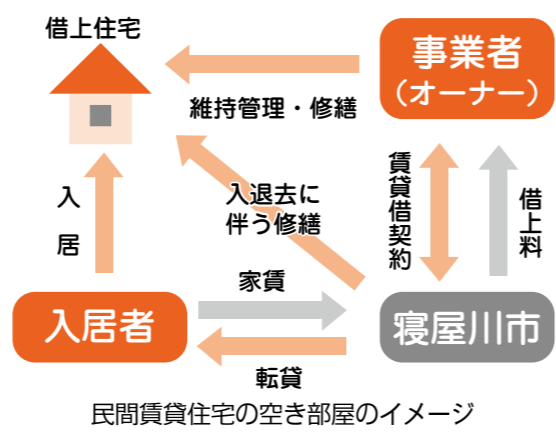 借上住宅
事業者
（オーナー）
維持管理・修繕
入居
入退去に
伴う修繕
賃貸借契約
借上料
家賃
入居者
寝屋川市
転貸
民間賃貸住宅の空き部屋のイメージ